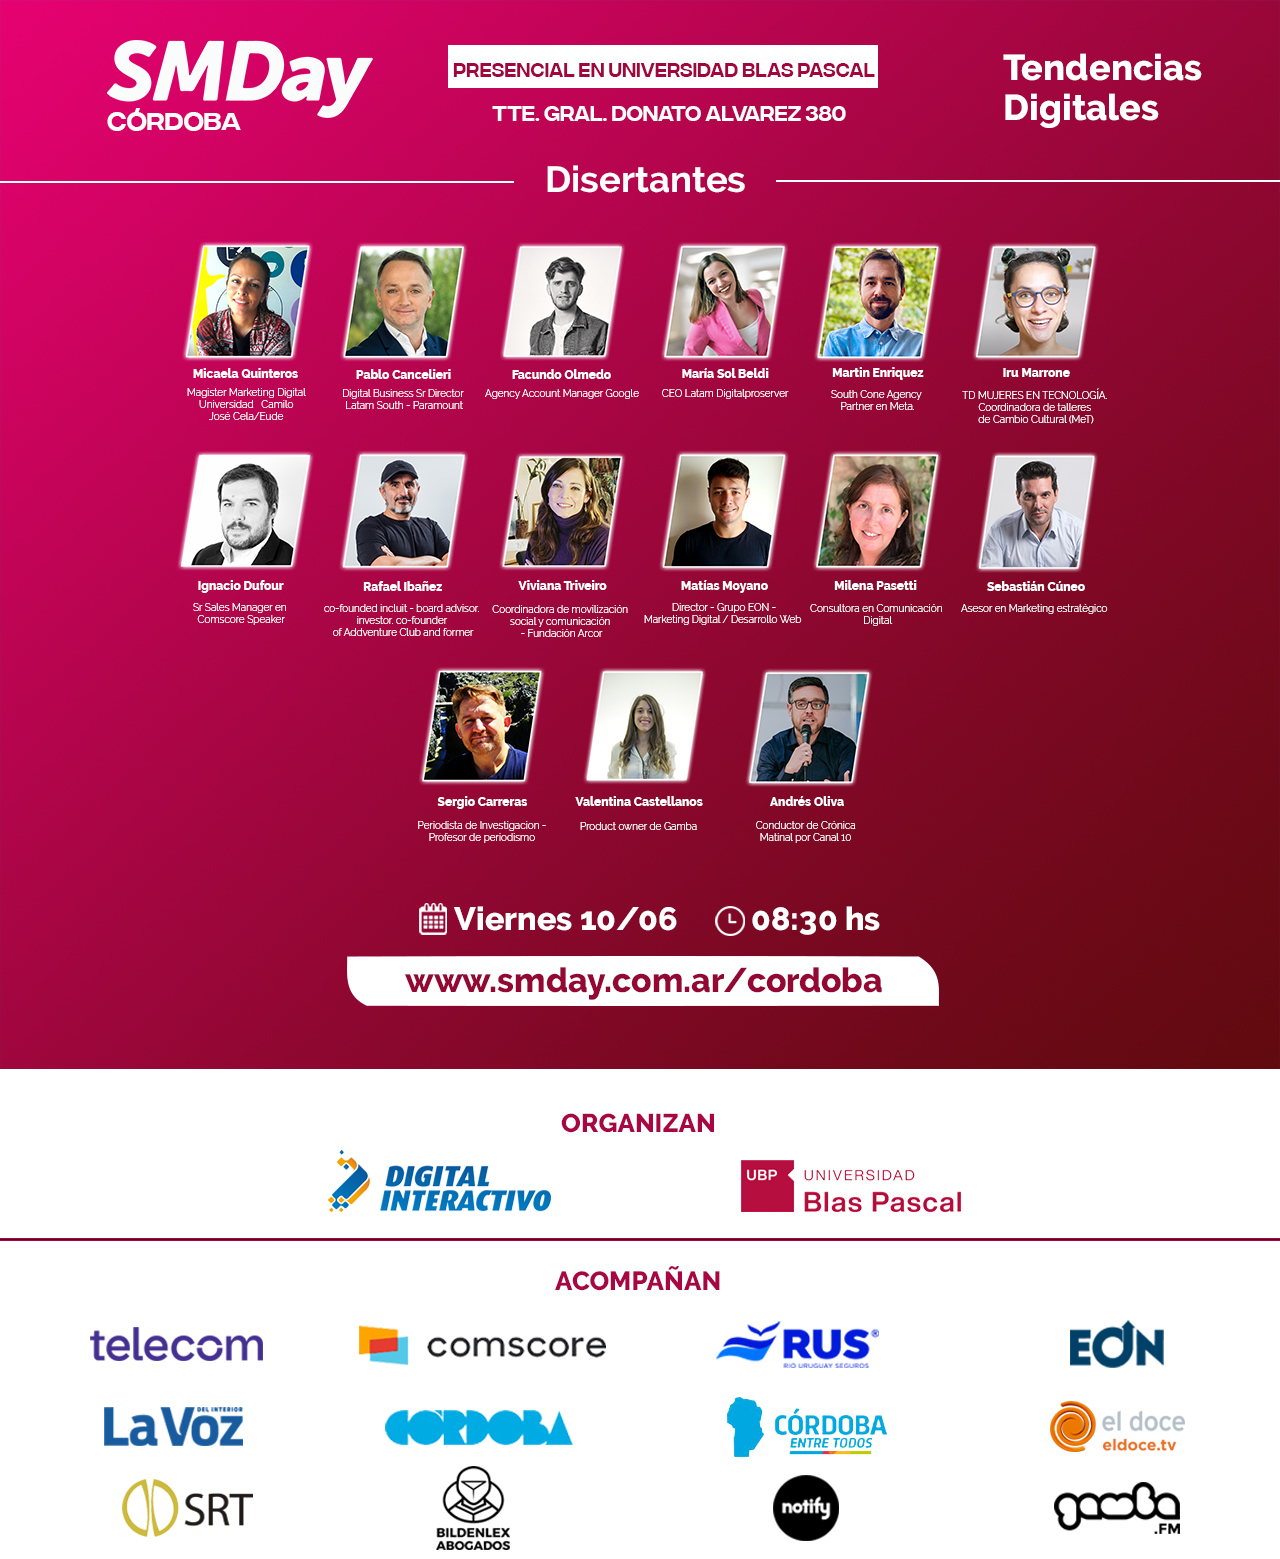 SMDay
CÓRDOBA
PRESENCIAL EN UNIVERSIDAD BLAS PASCAL
TTE. GRAL. DONATO ALVAREZ 380
Tendencias
Digitales
Disertantes
Micaela Quinteros
Magister Marketing Digital
Universidad Camilo
José Cela/Eude
Pablo Cancelieri
Digital Business Sr Director
Latam South - Paramount
Facundo Olmedo
Agency Account Manager Google
María Sol Beldi
CEO Latam Digitalproserver
Martin Enriquez
South Cone Agency
Partner en Meta.
Iru Marrone
TD MUJERES EN TECNOLOGÍA.
Coordinadora de talleres
de Cambio Cultural (MeT)
Ignacio Dufour
Sr Sales Manager en
Comscore Speaker
Rafael Ibañez
co-founded incluit - board advisor.
investor. co-founder
of Addventure Club and former
Viviana Triveiro
Coordinadora de movilización
social y comunicación
- Fundación Arcor
Matías Moyano
Director - Grupo EON -
Marketing Digital / Desarrollo Web
Milena Pasetti
Consultora en Comunicación
Digital
Sebastián Cúneo
Asesor en Marketing estratégico
Sergio Carreras
Periodista de Investigacion -
Profesor de periodismo
Valentina Castellanos
Product owner de Gamba
Andrés Oliva
Conductor de Crónica
Matinal por Canal 10
Viernes 10/06
08:30 hs
www.smday.com.ar/cordoba
ORGANIZAN
DIGITAL
INTERACTIVO
UBP
UNIVERSIDAD
Blas Pascal
ACOMPAÑAN
telecom
comscore
RUS®
RIO URUGUAY SEGUROS
EON
DEL INTERIOR
La Voz
CORDOBA
CÓRDOBA
ENTRE TODOS
el doce
eldoce.tv
SRT
BILDENLEX
ABOGADOS
notify
gamba
.FM